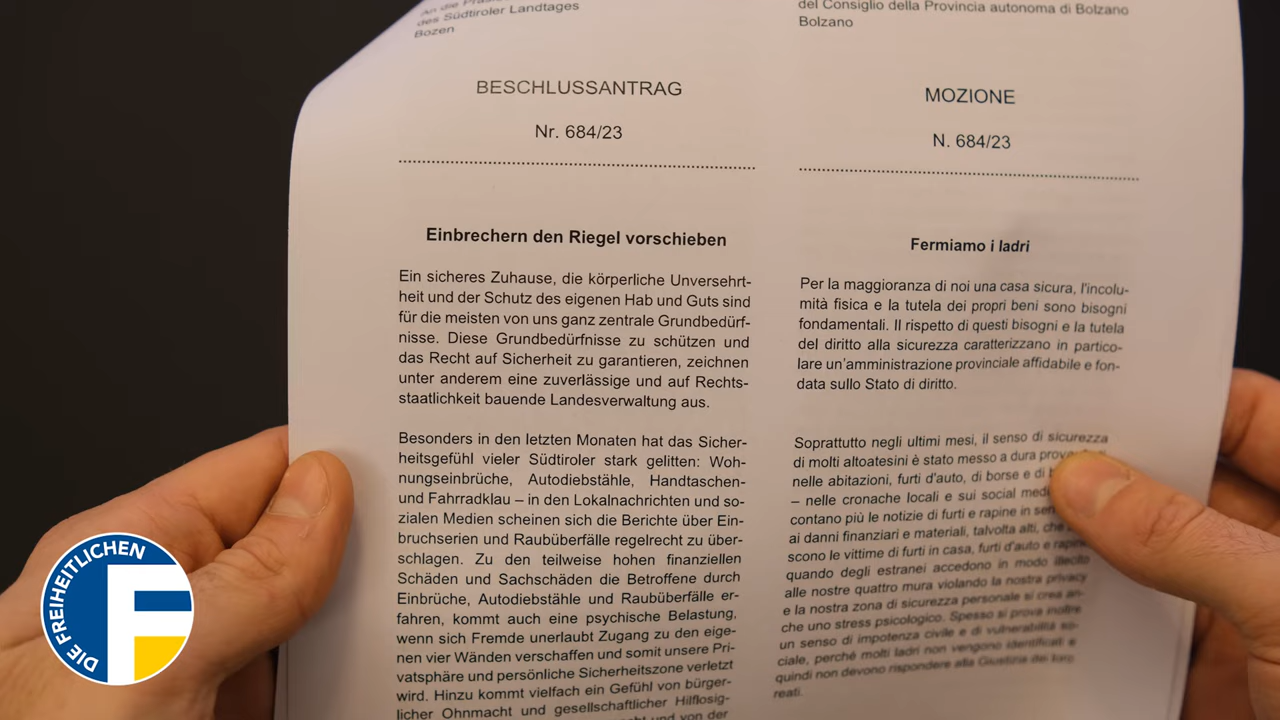 An die
des Südtiroler Landtages
Bozen
BESCHLUSSANTRAG
Nr. 684/23
Einbrechern den Riegel vorschieben
Ein sicheres Zuhause, die körperliche Unversehrt-
heit und der Schutz des eigenen Hab und Guts sind
für die meisten von uns ganz zentrale Grundbedürf-
nisse. Diese Grundbedürfnisse zu schützen und
das Recht auf Sicherheit zu garantieren, zeichnen
unter anderem eine zuverlässige und auf Rechts-
staatlichkeit bauende Landesverwaltung aus.
Besonders in den letzten Monaten hat das Sicher-
heitsgefühl vieler Südtiroler stark gelitten: Woh-
nungseinbrüche, Autodiebstähle, Handtaschen-
und Fahrradklau – in den Lokalnachrichten und so-
zialen Medien scheinen sich die Berichte über Ein-
bruchserien und Raubüberfälle regelrecht zu über-
schlagen. Zu den teilweise hohen finanziellen
Schäden und Sachschäden die Betroffene durch
Einbrüche, Autodiebstähle und Raubüberfälle er-
fahren, kommt auch eine psychische Belastung,
wenn sich Fremde unerlaubt Zugang zu den eige-
nen vier Wänden verschaffen und somit unsere Pri-
vatsphäre und persönliche Sicherheitszone verletzt
wird. Hinzu kommt vielfach ein Gefühl von bürger-
licher Ohnmacht und gesellschaftlicher Hilflosig-
und von der
del Consiglio della Provincia autonoma di Bolzano
Bolzano
MOZIONE
N. 684/23
Fermiamo i ladri
Per la maggioranza di noi una casa sicura, l'incolu-
mità fisica e la tutela dei propri beni sono bisogni
fondamentali. Il rispetto di questi bisogni e la tutela
del diritto alla sicurezza caratterizzano in partico-
lare un'amministrazione provinciale affidabile e fon-
data sullo Stato di diritto.
Soprattutto negli ultimi mesi, il senso di sicurezza
di molti altoatesini è stato messo a dura
nelle abitazioni, furti d'auto, di borse e di
– nelle cronache locali e sui social
contano più le notizie di furti e rapine in
ai danni finanziari e materiali, talvolta alti, che
scono le vittime di furti in casa, furti d'auto e rapine
quando degli estranei accedono in modo illecito
alle nostre quattro mura violando la nostra privacy
e la nostra zona di sicurezza personale si crea an-
che uno stress psicologico. Spesso si prova inoltre
un senso di impotenza civile e di vulnerabilità so-
ciale, perché molti ladri non vengono identificati e
quindi non devono rispondere alla Giustizia dei loro
reati.
DIE FREIHEITLICHEN
F